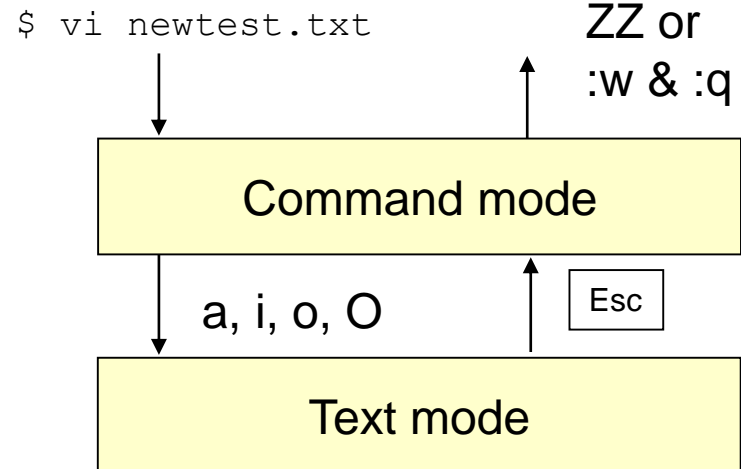 $ vi newtest.txt
ZZ or
:w & :q
Command mode
a, i, o, O
Esc
Text mode